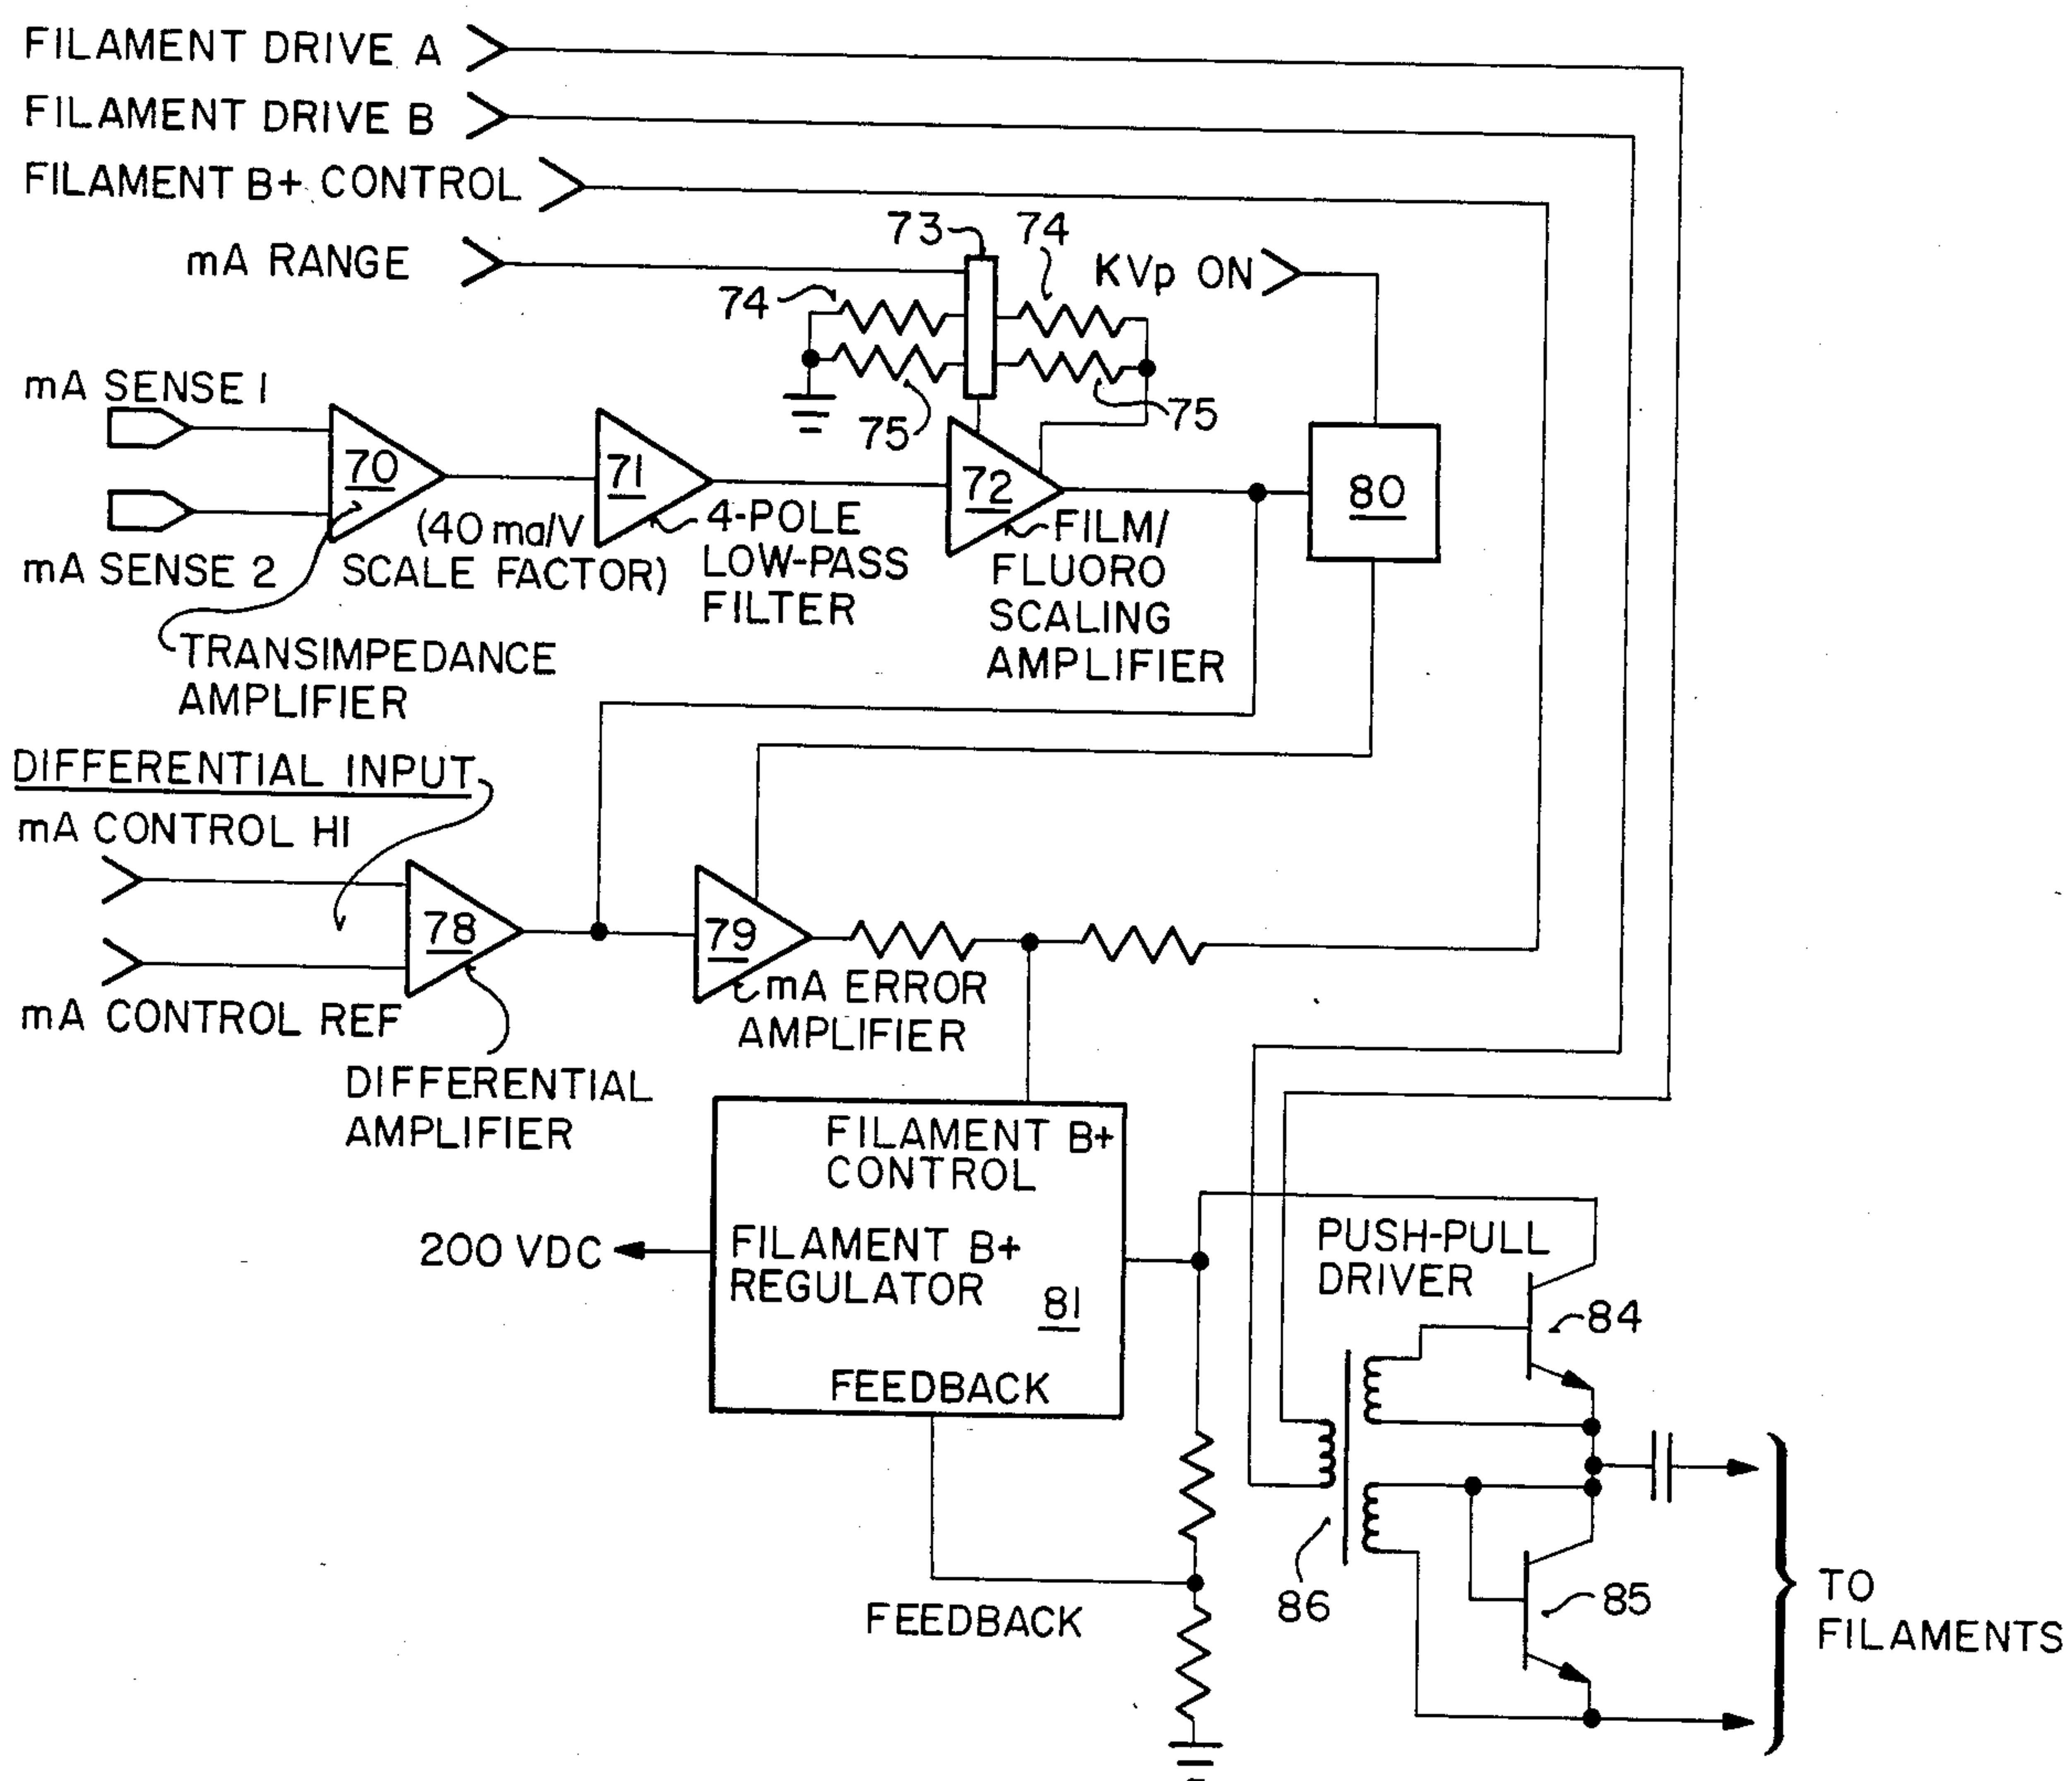 FILAMENT DRIVE A
FILAMENT DRIVE B
FILAMENT B+ CONTROL
mA RANGE
73
74
KVp ON
74
mA SENSE 1
75
75
70
71
72
80
mA SENSE 2
(40 ma/V
SCALE FACTOR)
4-POLE
LOW-PASS
FILTER
FILM/
FLUORO
SCALING
AMPLIFIER
TRANSIMPEDANCE
AMPLIFIER
DIFFERENTIAL INPUT
mA CONTROL HI
78
79
mA CONTROL REF
mA ERROR
AMPLIFIER
DIFFERENTIAL
AMPLIFIER
FILAMENT B+
CONTROL
200 VDC
FILAMENT B+
REGULATOR
81
FEEDBACK
PUSH-PULL
DRIVER
84
86
85
FEEDBACK
TO
FILAMENTS